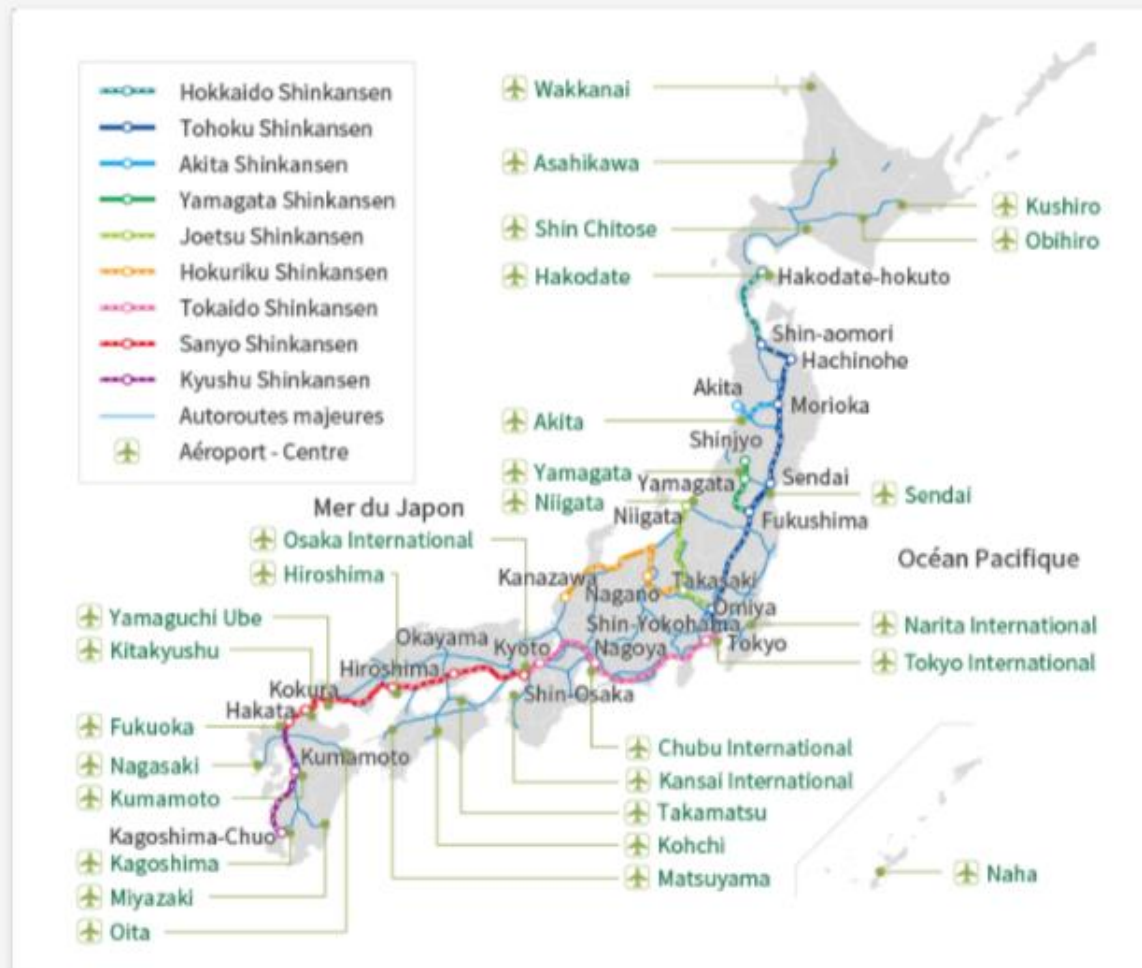 Hokkaido Shinkansen
Tohoku Shinkansen
Akita Shinkansen
Yamagata Shinkansen
Joetsu Shinkansen
Hokuriku Shinkansen
Tokaido Shinkansen
Sanyo Shinkansen
Kyushu Shinkansen
Autoroutes majeures
Aéroport - Centre
Wakkanai
Asahikawa
Shin Chitose
Hakodate
Kushiro
Obihiro
Hakodate-hokuto
Shin-aomori
Hachinohe
Akita
Morioka
Akita
Shinjyo
Yamagata
Yamagata
Sendai
Sendai
Niigata
Niigata
Fukushima
Mer du Japon
Océan Pacifique
Osaka International
Hiroshima
Kanazawa
Nagano
Takasaki
Omiya
Shin-Yokohama
Tokyo
Narita International
Tokyo International
Yamaguchi Ube
Kitakyushu
Okayama
Kyoto
Nagoya
Hiroshima
Shin-Osaka
Kokura
Hakata
Fukuoka
Nagasaki
Kumamoto
Kumamoto
Kagoshima-Chuo
Kagoshima
Miyazaki
Oita
Chubu International
Kansai International
Takamatsu
Kohchi
Matsuyama
Naha